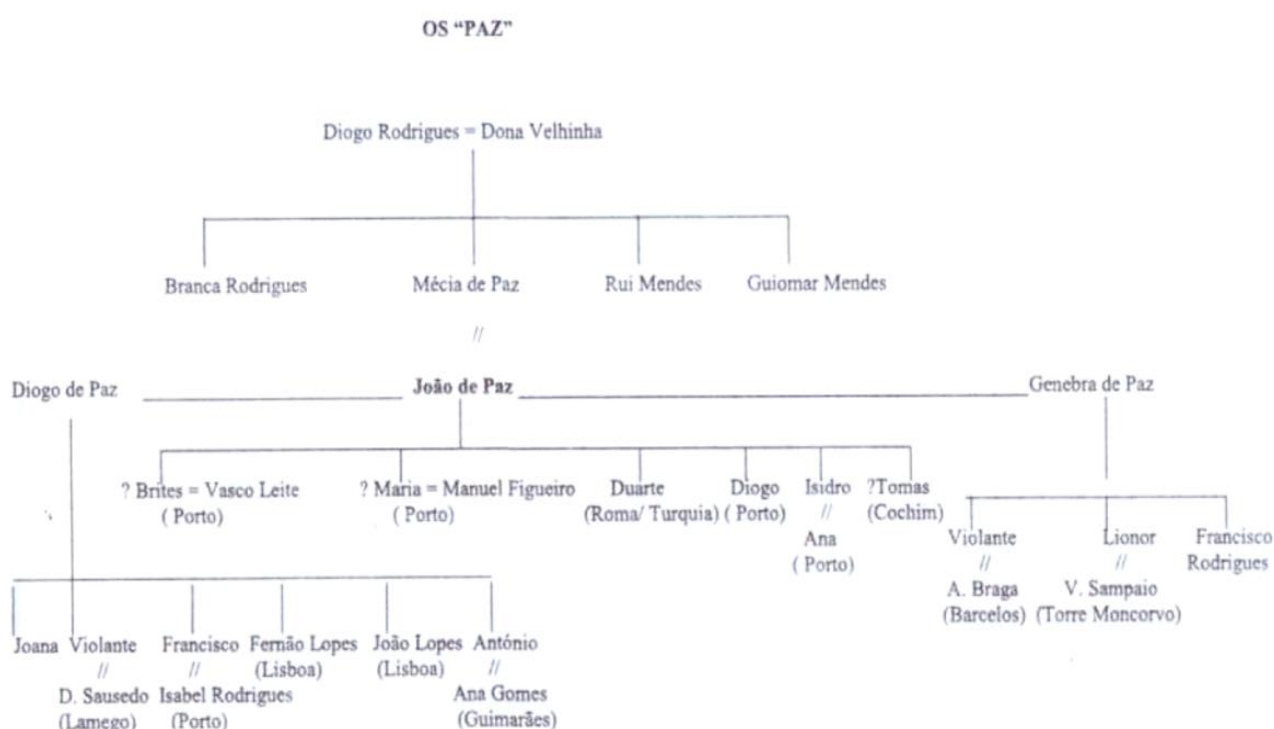 OS “PAZ”
Diogo Rodrigues = Dona Velhinha
Branca Rodrigues Mécia de Paz Rui Mendes Guiomar Mendes
//
Diogo de Paz João de Paz Genebra de Paz
? Brites = Vasco Leite ? Maria = Manuel Figueiro Duarte Diogo Isidro ?Tomas
( Porto) ( Porto) (Roma/ Turquia) ( Porto) // (Cochim)
Ana
( Porto)
Violante Lionor Francisco
// // Rodrigues
A. Braga V. Sampaio
(Barcelos) (Torre Moncorvo)
Joana Violante Francisco Fernão Lopes João Lopes António
// // (Lisboa) (Lisboa) //
D. Sausedo Isabel Rodrigues Ana Gomes
(Lamego) (Porto) (Guimarães)